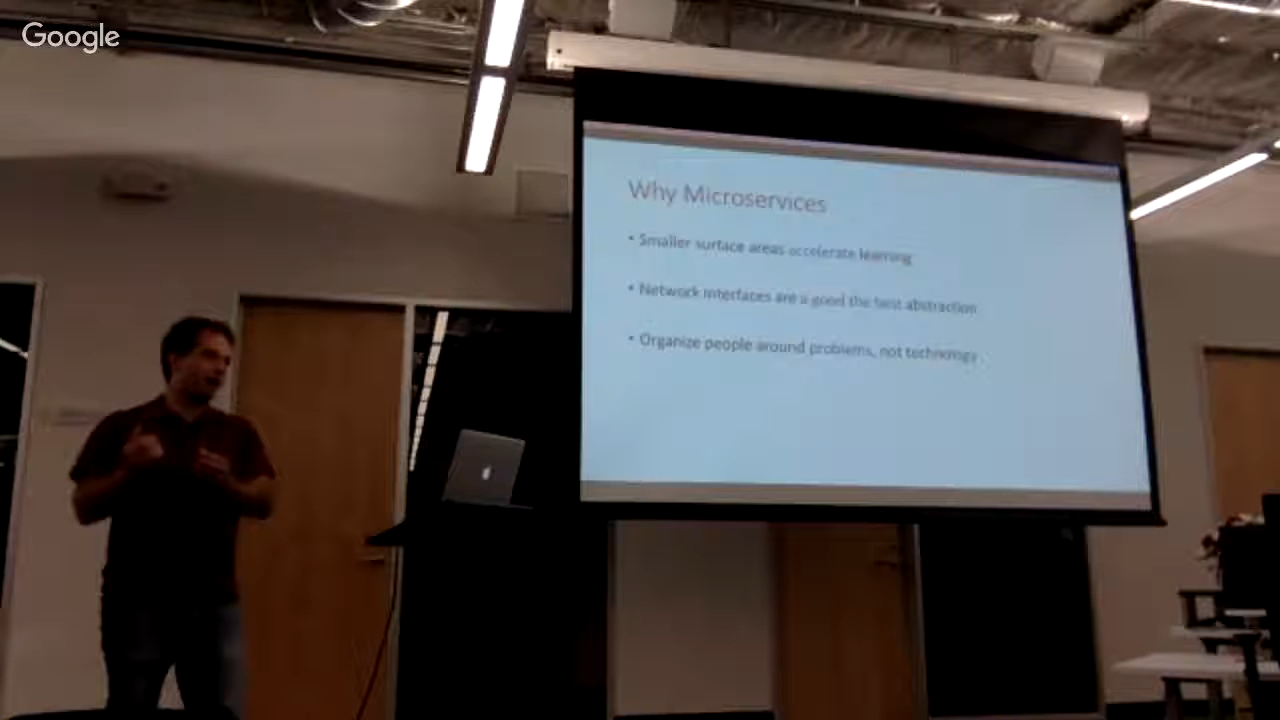 Google
Why Microservices
• Smaller surface areas accelerate learning
• Network interfaces are a good the best abstraction
• Organize people around problems, not technology